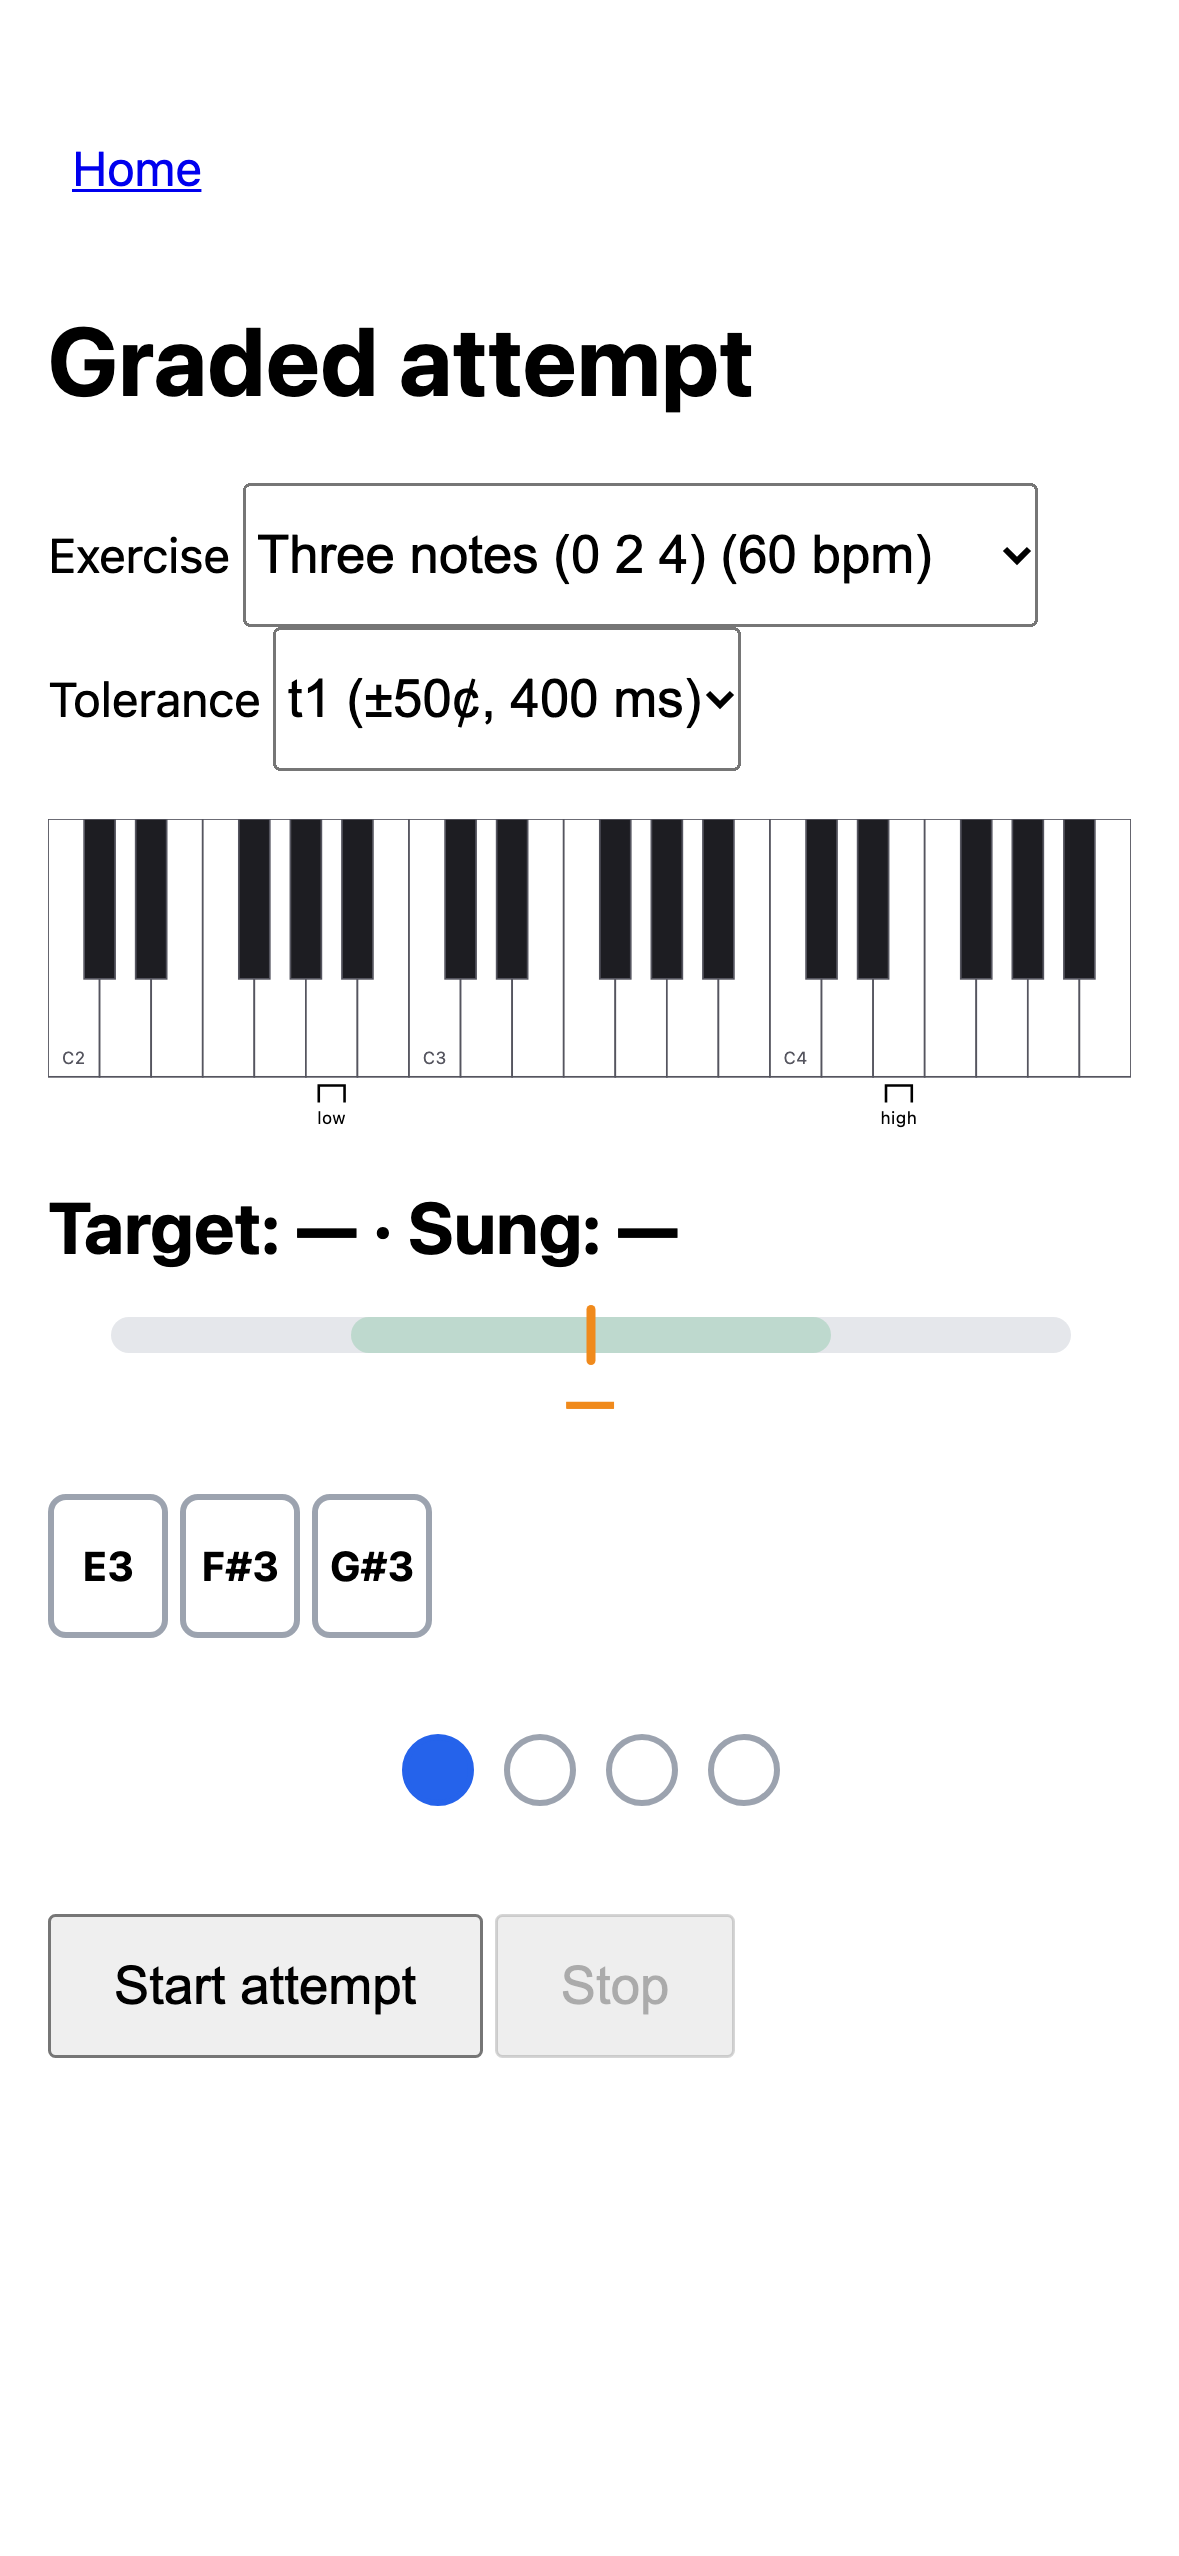 Home
Graded attempt
Exercise Three notes (0 2 4) (60 bpm)
Tolerance t1 (±50¢, 400 ms)
C2 C3 C4
low high
Target: — · Sung: —
—
E3 F#3 G#3
Start attempt Stop